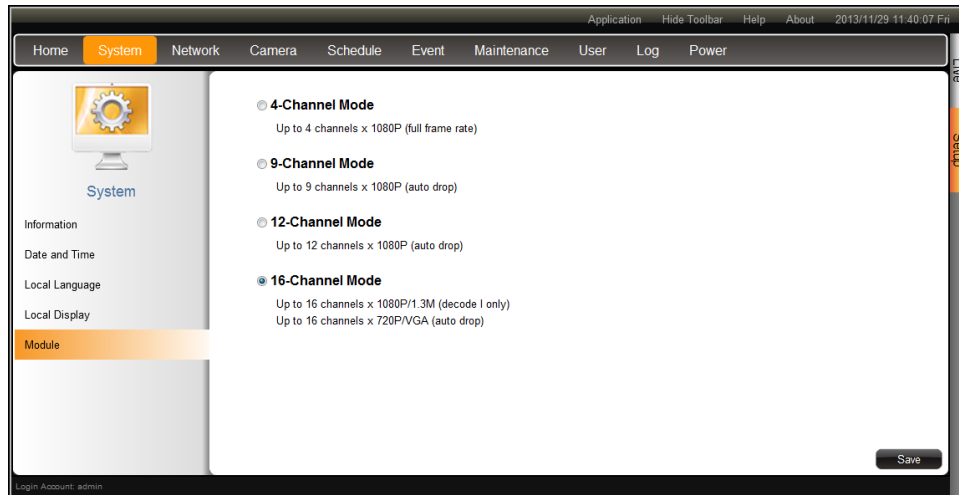 Application Hide Toolbar Help About 2013/11/29 11:40:07 Fri
Home System Network Camera Schedule Event Maintenance User Log Power
Live
Setup
System
Information
Date and Time
Local Language
Local Display
Module
4-Channel Mode
Up to 4 channels x 1080P (full frame rate)
9-Channel Mode
Up to 9 channels x 1080P (auto drop)
12-Channel Mode
Up to 12 channels x 1080P (auto drop)
16-Channel Mode
Up to 16 channels x 1080P/1.3M (decode I only)
Up to 16 channels x 720P/VGA (auto drop)
Save
Login Account: admin